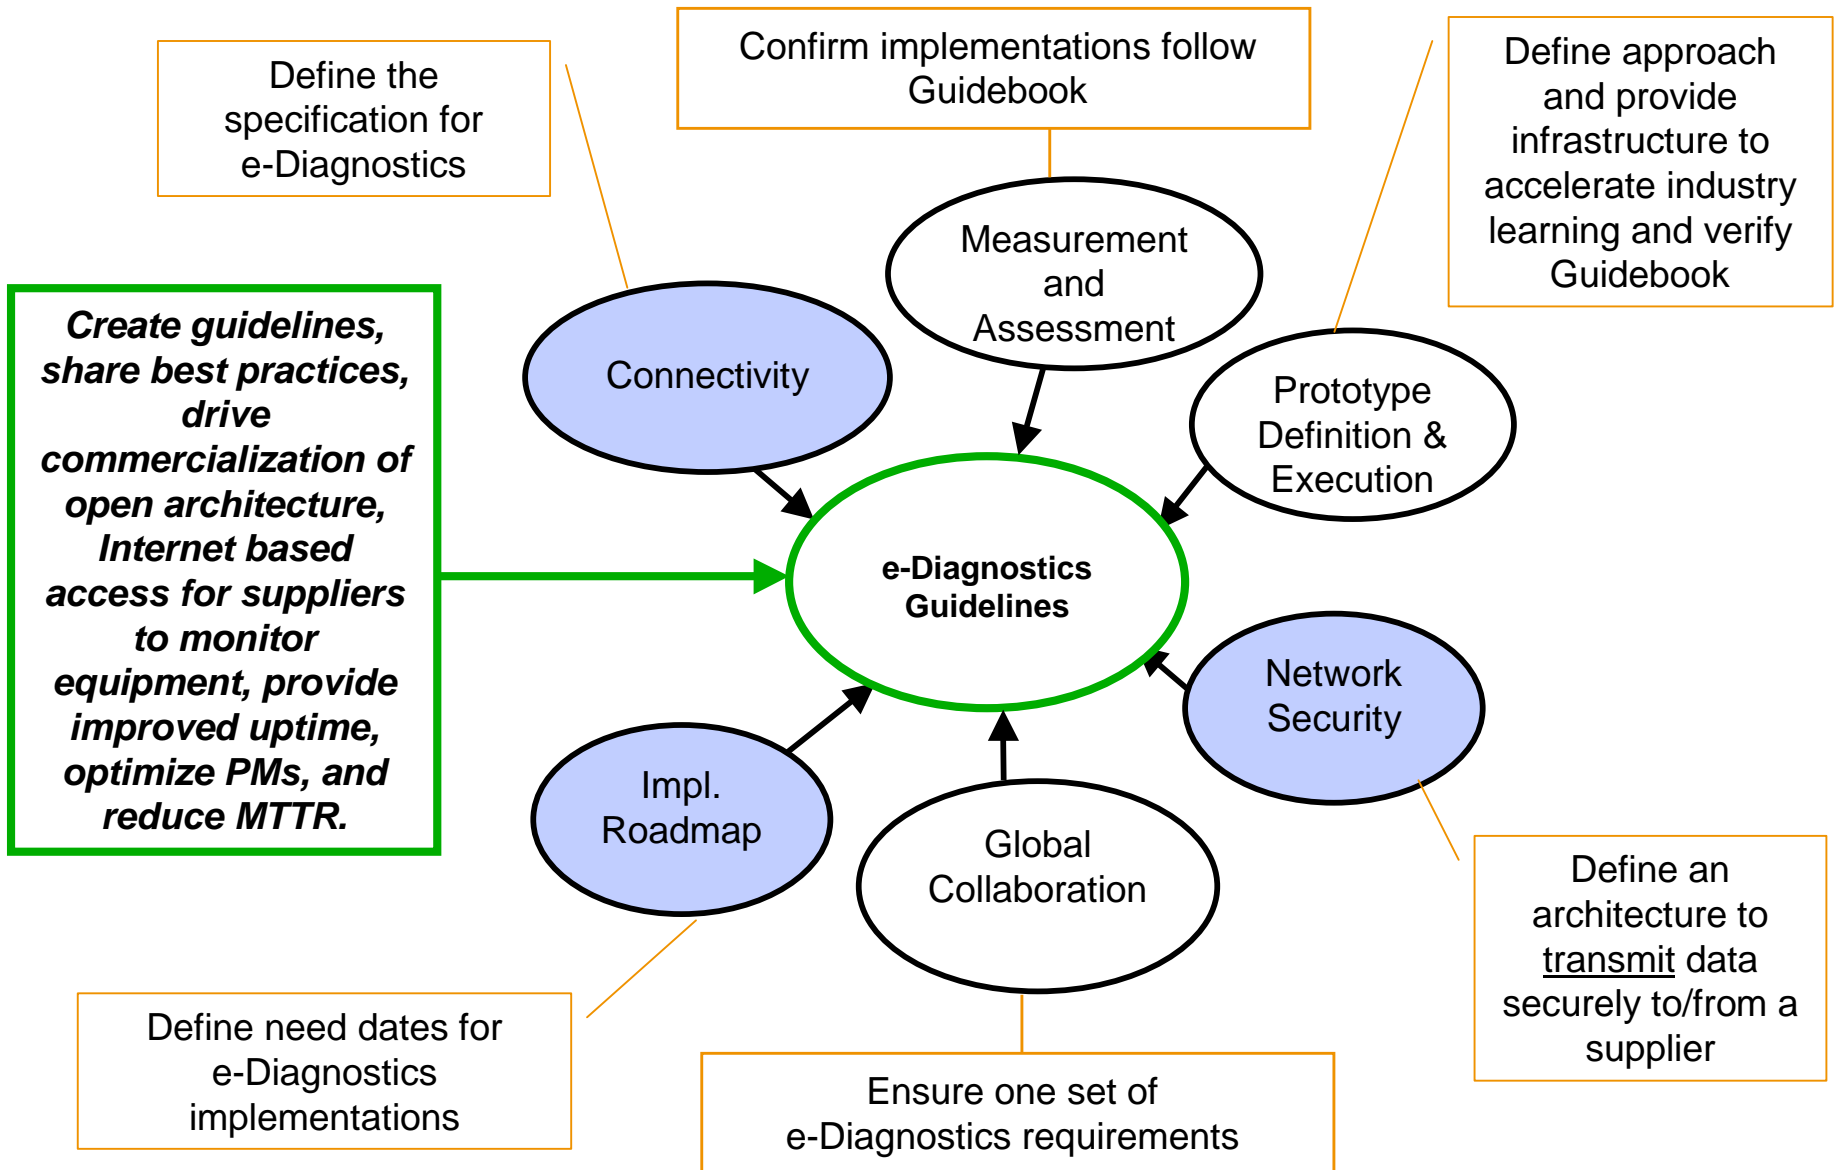 Define the
specification for
e-Diagnostics
Confirm implementations follow
Guidebook
Define approach
and provide
infrastructure to
accelerate industry
learning and verify
Guidebook
Measurement
and
Assessment
Connectivity
Prototype
Definition &
Execution
Create guidelines,
share best practices,
drive
commercialization of
open architecture,
Internet based
access for suppliers
to monitor
equipment, provide
improved uptime,
optimize PMs, and
reduce MTTR.
e-Diagnostics
Guidelines
Network
Security
Impl.
Roadmap
Global
Collaboration
Define an
architecture to
transmit data
securely to/from a
supplier
Define need dates for
e-Diagnostics
implementations
Ensure one set of
e-Diagnostics requirements